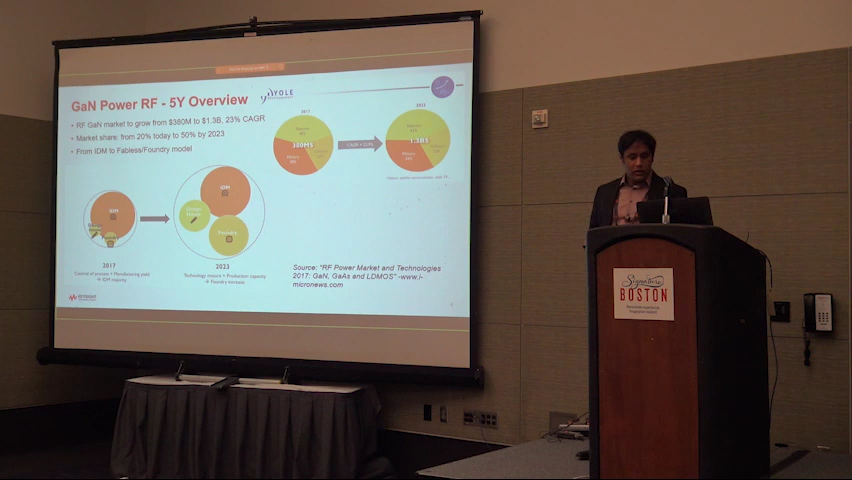 GaN Power RF - 5Y Overview
YOLE
• RF GaN market to grow from $380M to $1.3B, 23% CAGR
• Market share: from 20% today to 50% by 2023
• From IDM to Fabless/Foundry model
2017
380M$
2023
1.3B$
IDM
2017
IDM
Foundry
2023
Source: "RF Power Market and Technologies
2017: GaN, GaAs and LDMOS" -www.i-
micronews.com
KEYSIGHT
Signature
BOSTON